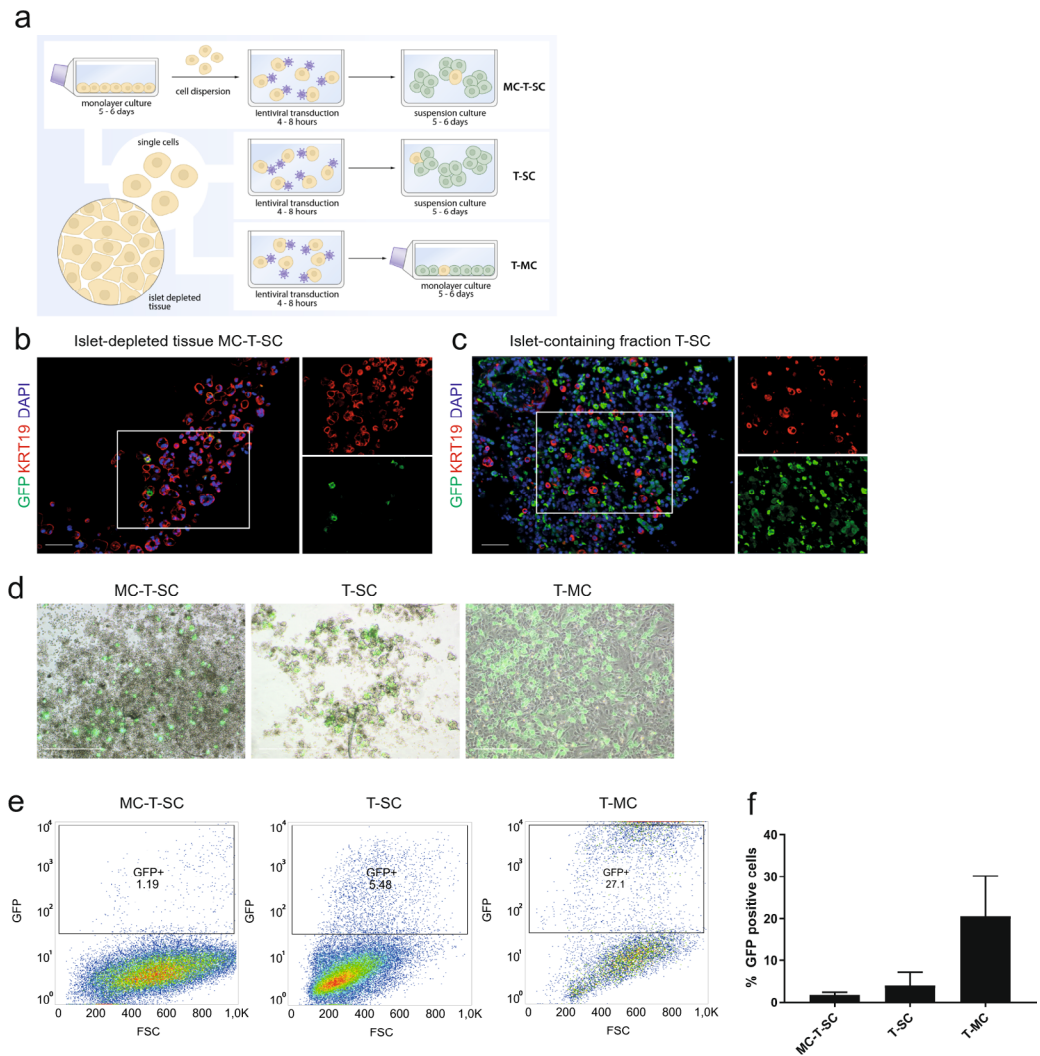 a
monolayer culture
5 - 6 days
cell dispersion
lentiviral transduction
4 - 8 hours
suspension culture
5 - 6 days
MC-T-SC
single cells
lentiviral transduction
4 - 8 hours
suspension culture
5 - 6 days
T-SC
islet depleted
tissue
lentiviral transduction
4 - 8 hours
monolayer culture
5 - 6 days
T-MC
b
Islet-depleted tissue MC-T-SC
GFP KRT19 DAPI
c
Islet-containing fraction T-SC
GFP KRT19 DAPI
d
MC-T-SC
T-SC
T-MC
e
MC-T-SC
10⁴
10³
10²
10¹
10⁰
GFP
GFP+
1.19
200 400 600 800 1,0K
FSC
T-SC
10⁴
10³
10²
10¹
10⁰
GFP
GFP+
5.48
200 400 600 800 1,0K
FSC
T-MC
10⁴
10³
10²
10¹
10⁰
GFP
GFP+
27.1
200 400 600 800 1,0K
FSC
f
% GFP positive cells
40
30
20
10
0
MC-T-SC
T-SC
T-MC